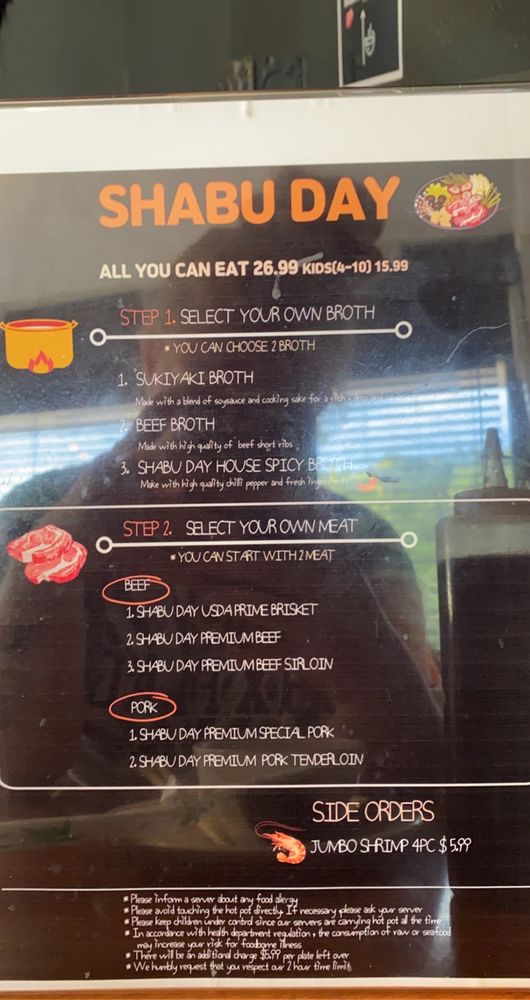 SHABU DAY
ALL YOU CAN EAT 26.99 KIDS(4-10) 15.99
STEP 1. SELECT YOUR OWN BROTH
* YOU CAN CHOOSE 2 BROTH
1. SUKIYAKI BROTH
Made with a blend of soysauce and cooking sake for a rich
2. BEEF BROTH
Made with high quality of beef short ribs
3. SHABU DAY HOUSE SPICY BROTH
Make with high quality chilli pepper and fresh ingredients
STEP 2. SELECT YOUR OWN MEAT
* YOU CAN START WITH 2 MEAT
BEEF
1. SHABU DAY USDA PRIME BRISKET
2. SHABU DAY PREMIUM BEEF
3. SHABU DAY PREMIUM BEEF SIRLOIN
PORK
1. SHABU DAY PREMIUM SPECIAL PORK
2. SHABU DAY PREMIUM PORK TENDERLOIN
SIDE ORDERS
JUMBO SHRIMP 4PC $ 5.99
* Please inform a server about any food alergy
* Please avoid touching the hot pot directly. If necessary please ask your server
* Please keep children under control since our servers are carrying hot pot all the time
* In accordance with health department regulation, the consumption of raw or seafood
may increase your risk for foodborne illness
* There will be an additional charge $5.99 per plate left over
* We humbly request that you respect our 2 hour time limit